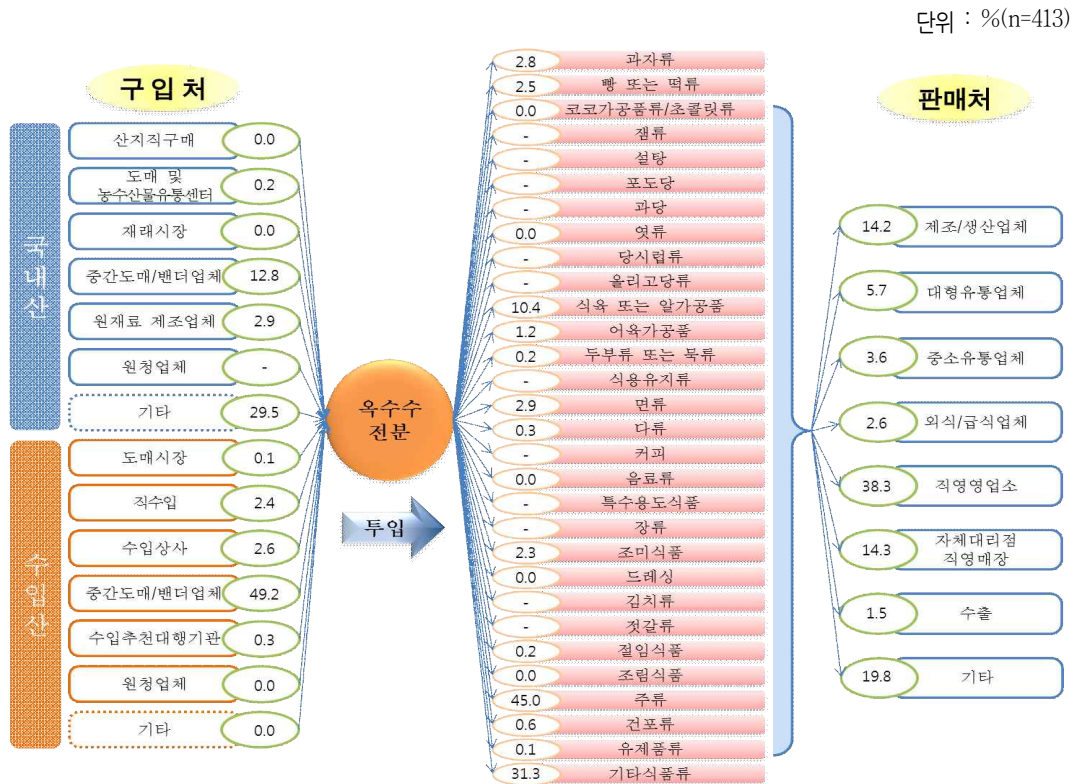 단위 : %(n=413)
구입처
국내산
산지직구매 0.0
도매 및
농수산물유통센터 0.2
재래시장 0.0
중간도매/밴더업체 12.8
원재료 제조업체 2.9
원청업체 -
기타 29.5
수입산
도매시장 0.1
직수입 2.4
수입상사 2.6
중간도매/밴더업체 49.2
수입추천대행기관 0.3
원청업체 0.0
기타 0.0
옥수수
전분
투입
2.8 과자류
2.5 빵 또는 떡류
0.0 코코가공품류/초콜릿류
- 잼류
- 설탕
- 포도당
- 과당
0.0 엿류
- 당시럽류
- 올리고당류
10.4 식육 또는 알가공품
1.2 어육가공품
0.2 두부류 또는 묵류
- 식용유지류
2.9 면류
0.3 다류
- 커피
0.0 음료류
- 특수용도식품
- 장류
2.3 조미식품
0.0 드레싱
- 김치류
- 젓갈류
0.2 절임식품
0.0 조림식품
45.0 주류
0.6 건포류
0.1 유제품류
31.3 기타식품류
판매처
14.2 제조/생산업체
5.7 대형유통업체
3.6 중소유통업체
2.6 외식/급식업체
38.3 직영영업소
14.3 자체대리점
직영매장
1.5 수출
19.8 기타